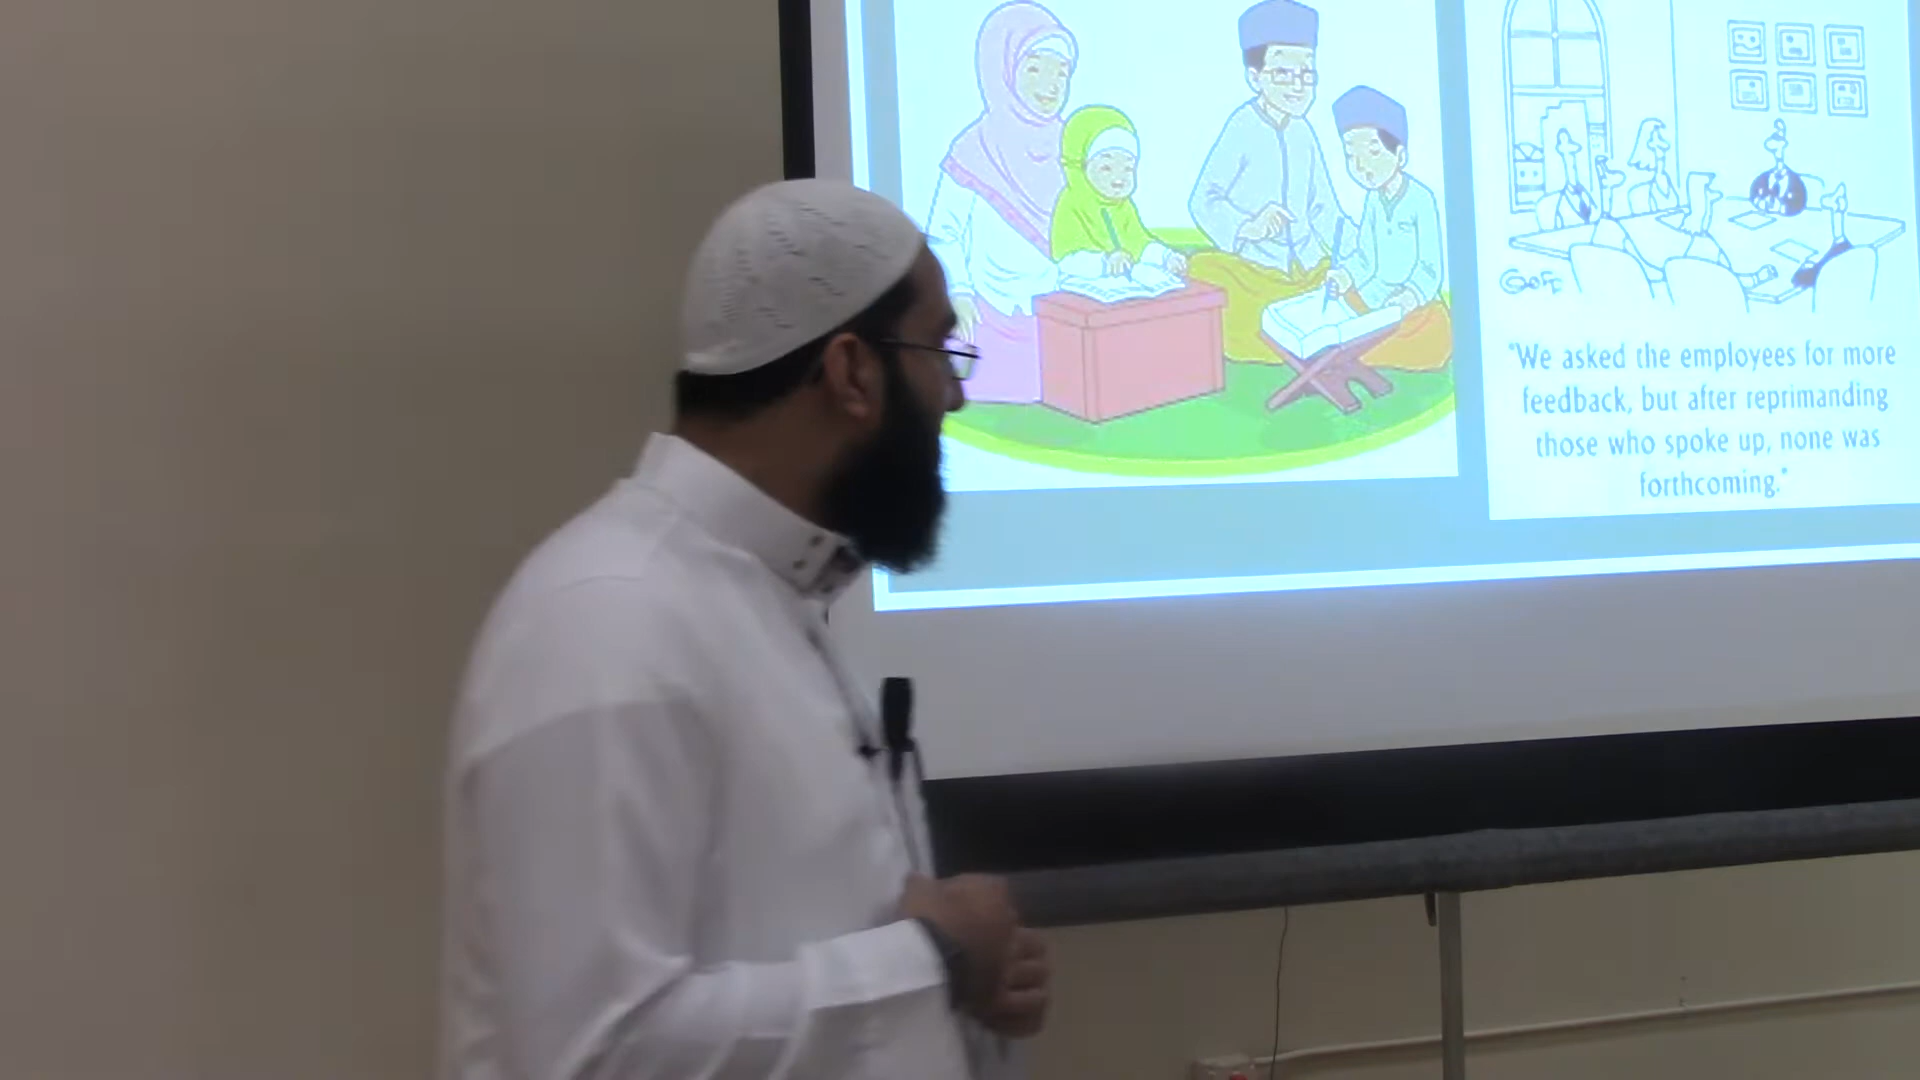 "We asked the employees for more
feedback, but after reprimanding
those who spoke up, none was
forthcoming."